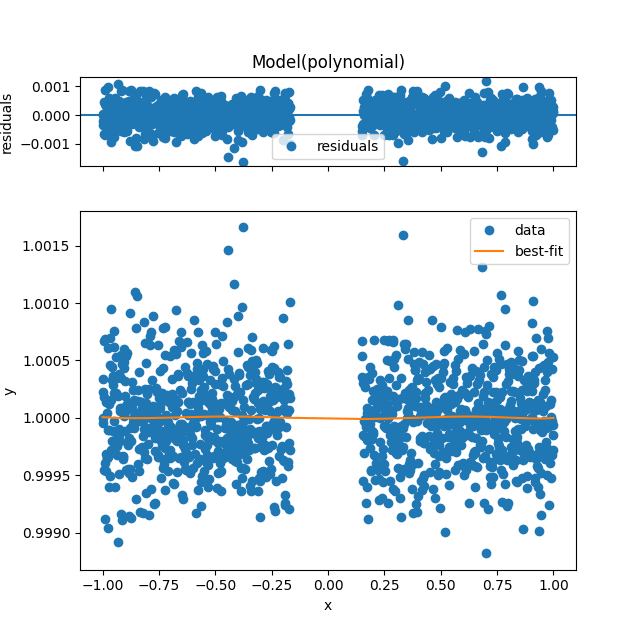 Model(polynomial)
0.001
0.000
−0.001
residuals
residuals
1.0015
1.0010
1.0005
1.0000
0.9995
0.9990
y
data
best-fit
−1.00 −0.75 −0.50 −0.25 0.00 0.25 0.50 0.75 1.00
x